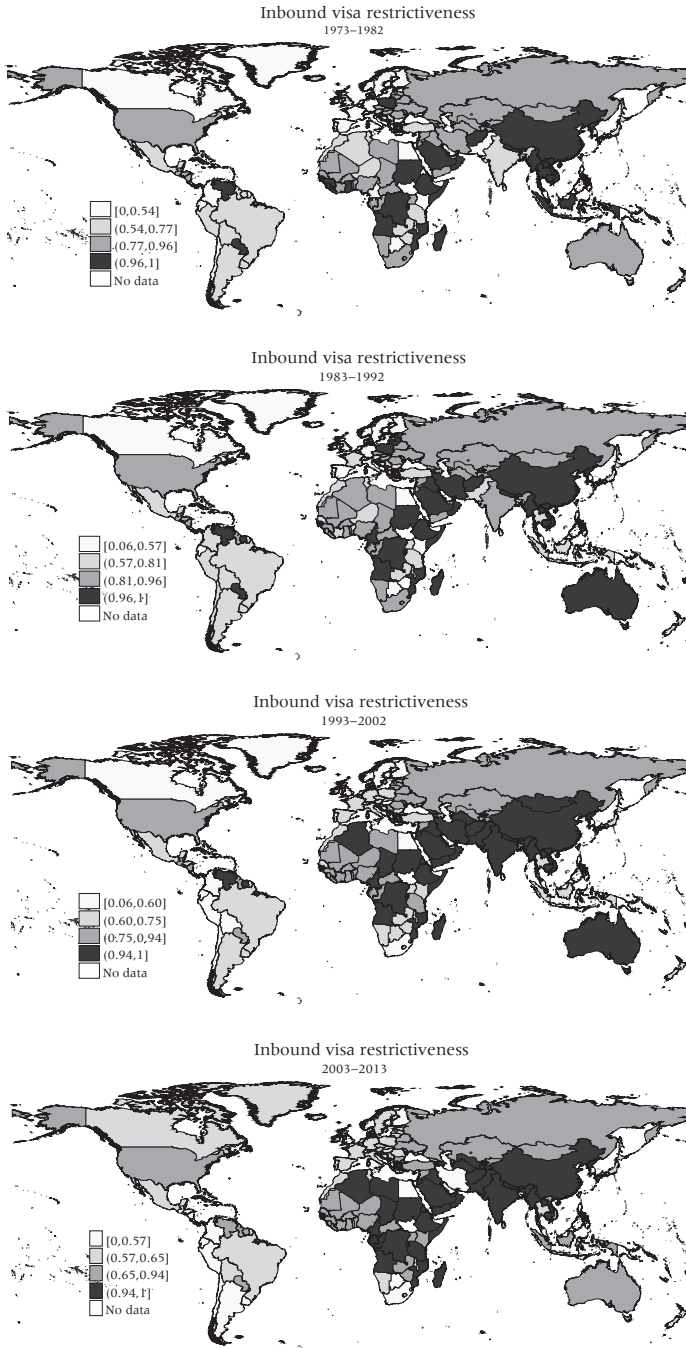 Inbound visa restrictiveness
1973–1982
[0,0.54]
(0.54,0.77]
(0.77,0.96]
(0.96,1]
No data
Inbound visa restrictiveness
1983–1992
[0.06,0.57]
(0.57,0.81]
(0.81,0.96]
(0.96,1]
No data
Inbound visa restrictiveness
1993–2002
[0.06,0.60]
(0.60,0.75]
(0.75,0.94]
(0.94,1]
No data
Inbound visa restrictiveness
2003–2013
[0,0.57]
(0.57,0.65]
(0.65,0.94]
(0.94,1]
No data